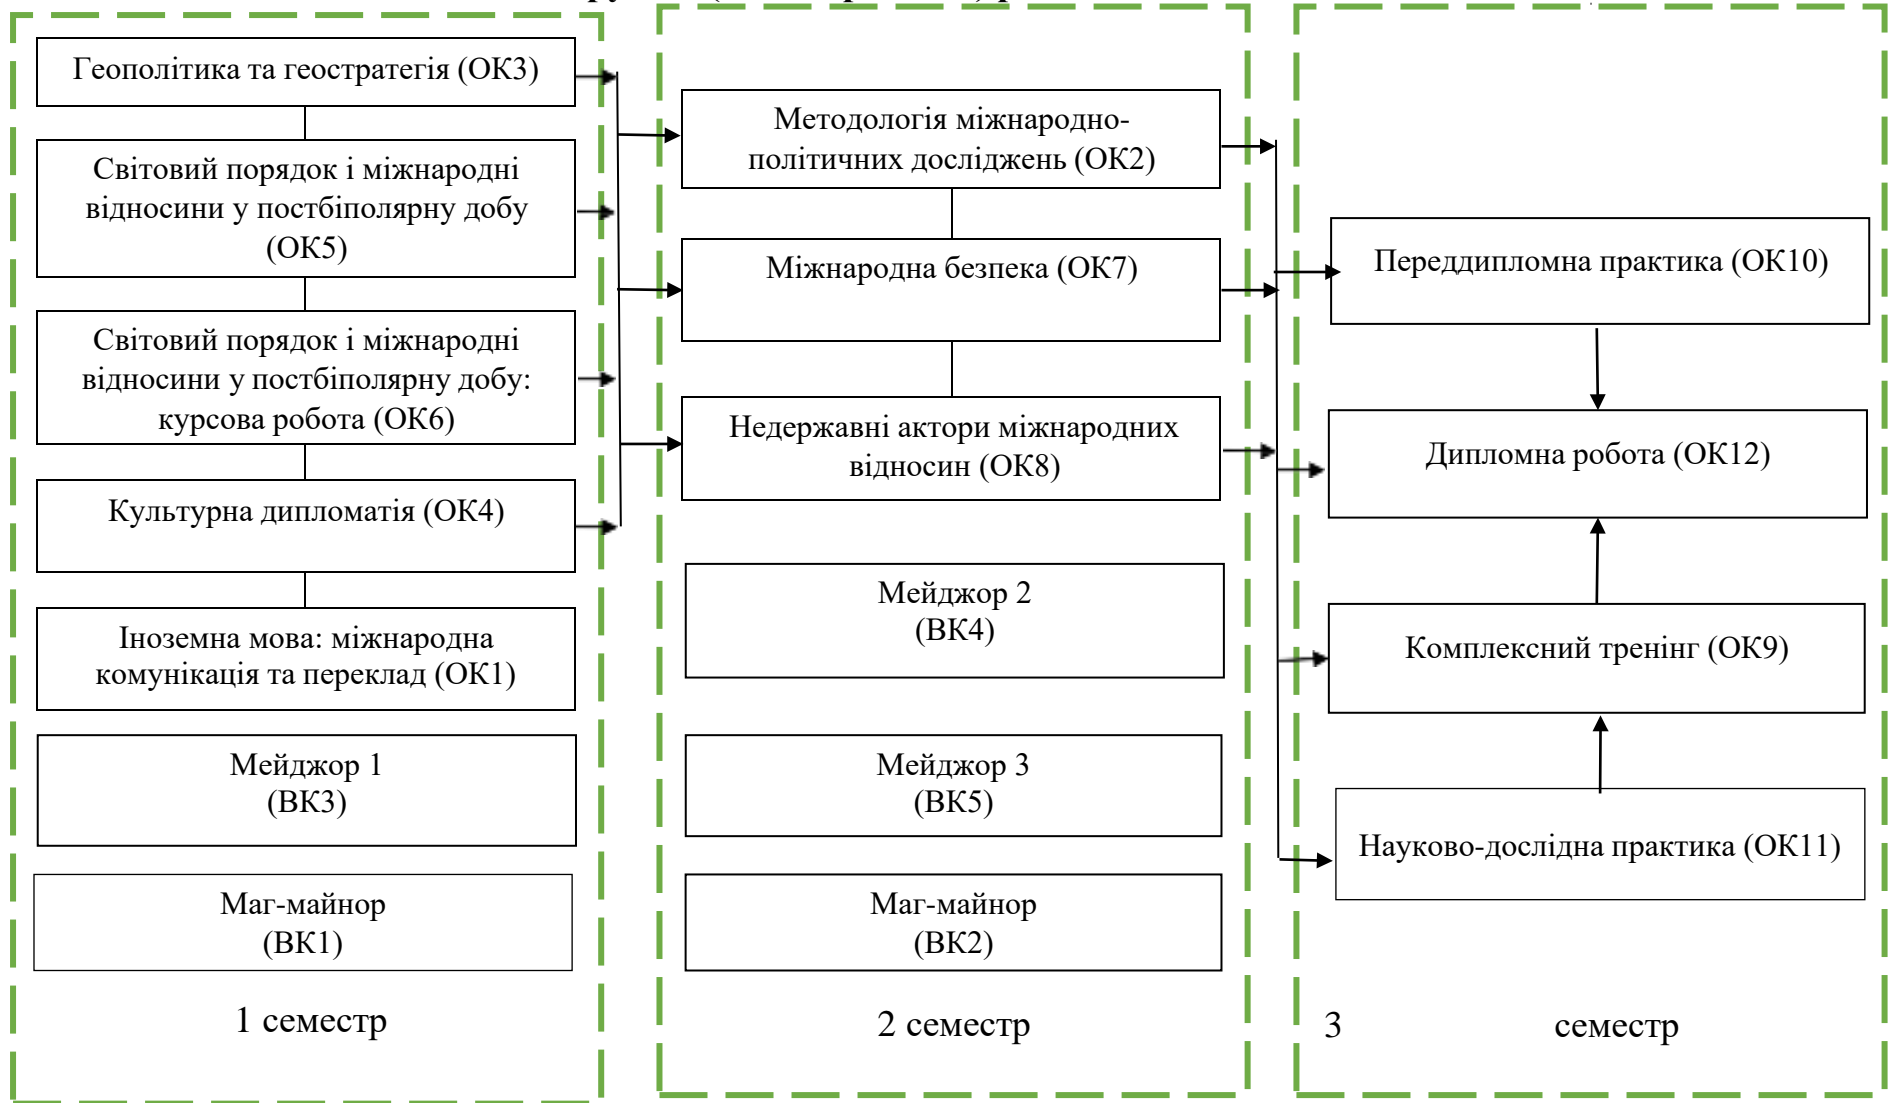 Геополітика та геостратегія (ОК3)
Світовий порядок і міжнародні
відносини у постбіполярну добу
(ОК5)
Світовий порядок і міжнародні
відносини у постбіполярну добу:
курсова робота (ОК6)
Культурна дипломатія (ОК4)
Іноземна мова: міжнародна
комунікація та переклад (ОК1)
Мейджор 1
(ВК3)
Маг-майнор
(ВК1)
1 семестр
Методологія міжнародно-
політичних досліджень (ОК2)
Міжнародна безпека (ОК7)
Недержавні актори міжнародних
відносин (ОК8)
Мейджор 2
(ВК4)
Мейджор 3
(ВК5)
Маг-майнор
(ВК2)
2 семестр
Переддипломна практика (ОК10)
Дипломна робота (ОК12)
Комплексний тренінг (ОК9)
Науково-дослідна практика (ОК11)
3 семестр